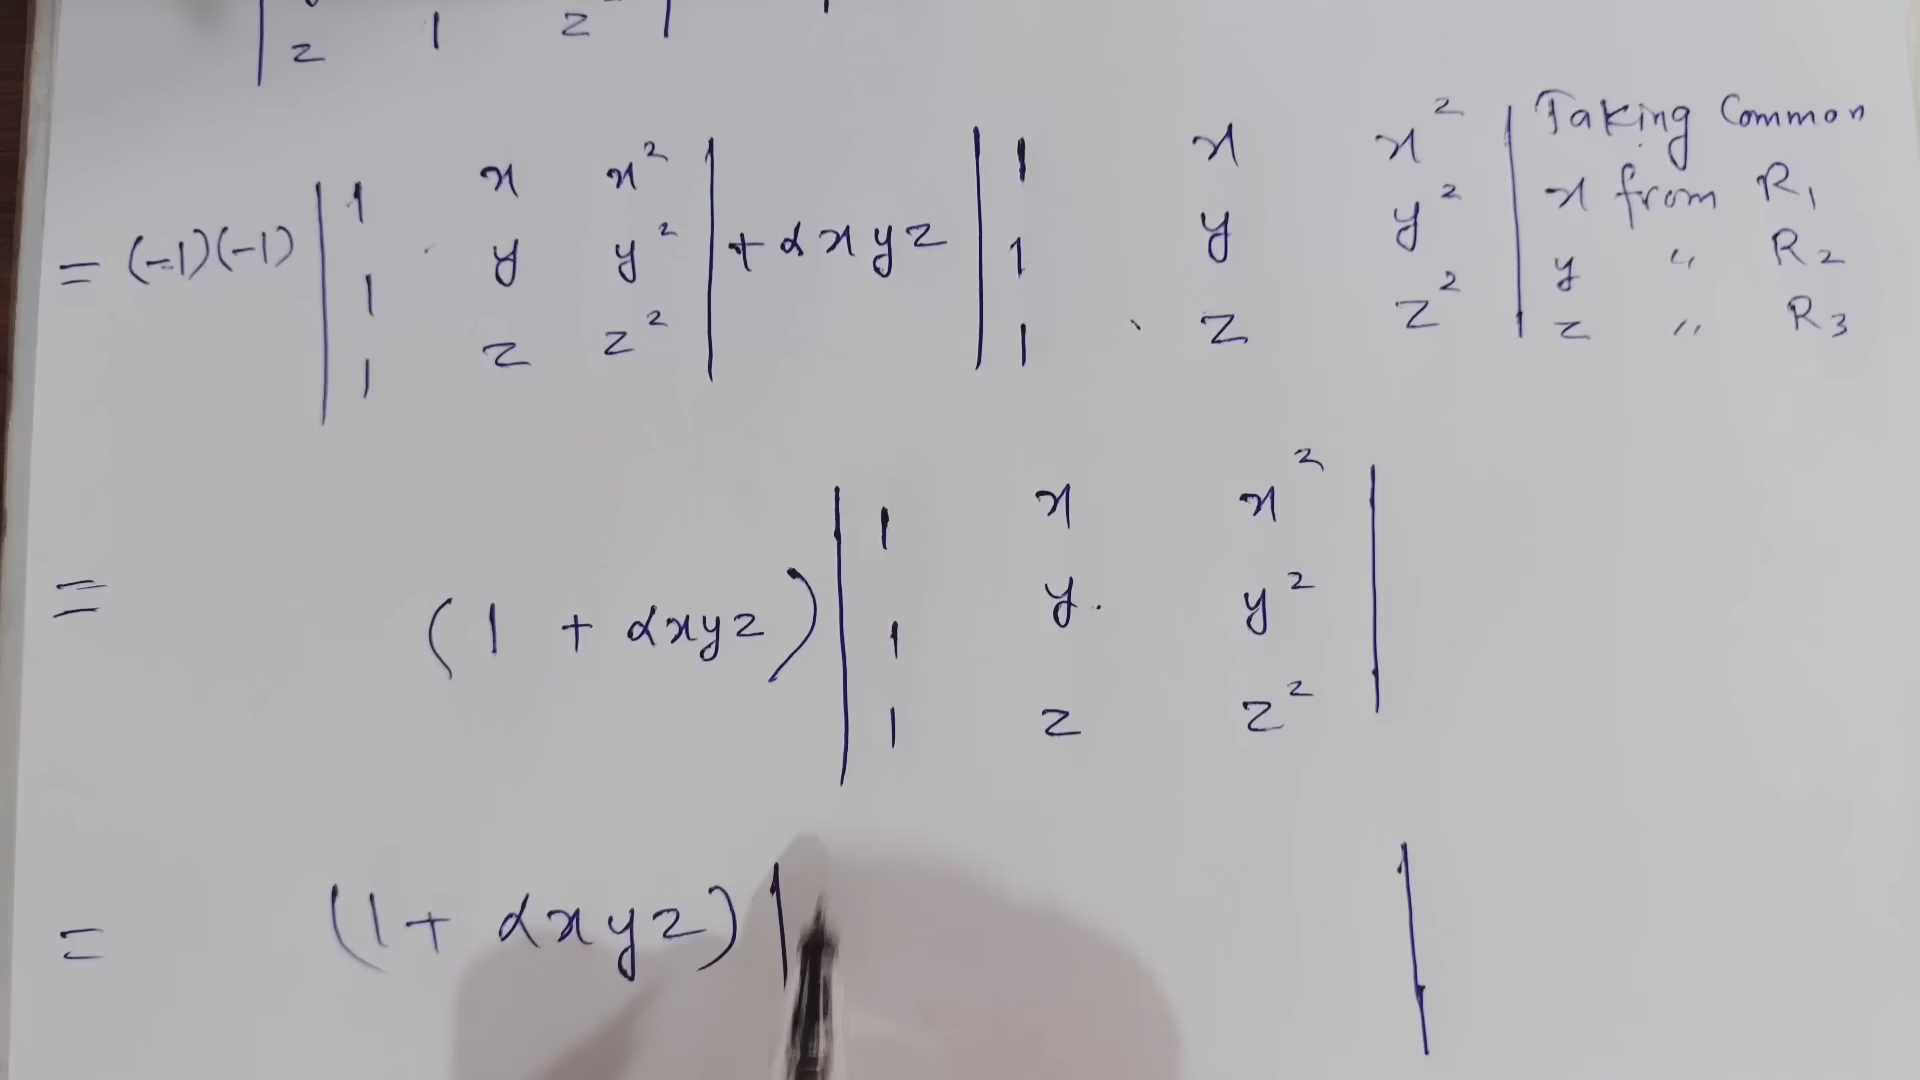 z 1 z
= (-1)(-1) | 1 x x² | + αxyz | 1 x x² | Taking Common
1 y y² 1 y y² x from R₁
1 z z² 1 z z² y " R₂
z " R₃
| 1 x x² |
= (1 + αxyz) 1 y y²
1 z z²
= (1 + αxyz) | |